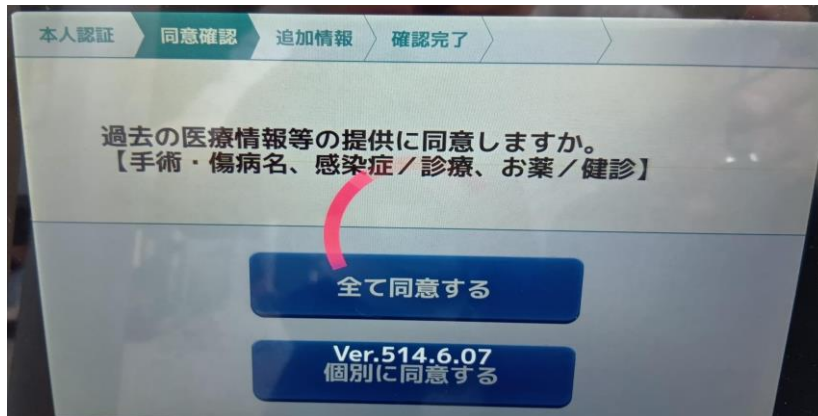 本人認証 同意確認 追加情報 確認完了
過去の医療情報等の提供に同意しますか。
【手術・傷病名、感染症／診療、お薬／健診】
全て同意する
Ver.514.6.07
個別に同意する